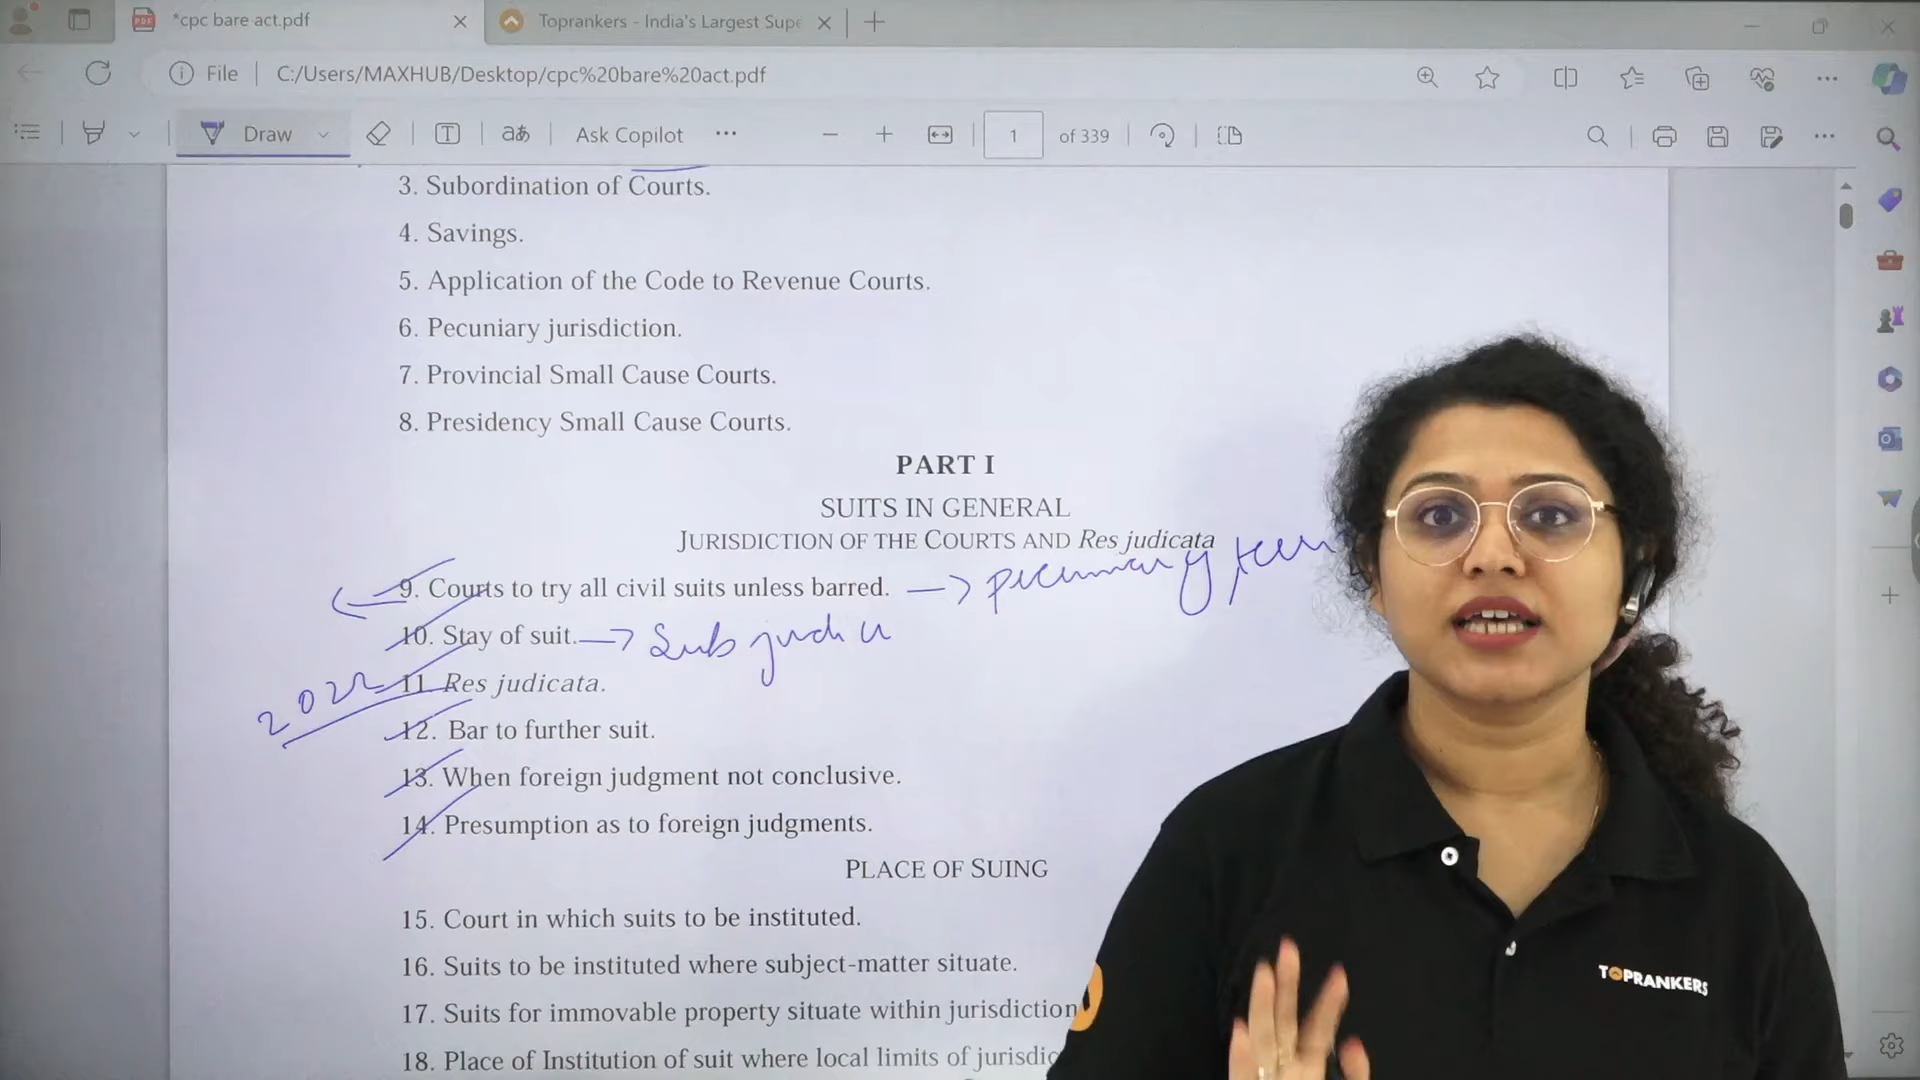 *cpc bare act.pdf
Toprankers - India's Largest Supe
File
C:/Users/MAXHUB/Desktop/cpc%20bare%20act.pdf
Draw
T
aあ
Ask Copilot
1 of 339
3. Subordination of Courts.
4. Savings.
5. Application of the Code to Revenue Courts.
6. Pecuniary jurisdiction.
7. Provincial Small Cause Courts.
8. Presidency Small Cause Courts.
PART I
SUITS IN GENERAL
JURISDICTION OF THE COURTS AND Res judicata
9. Courts to try all civil suits unless barred. → pecuniary
10. Stay of suit. → Sub judice
2022 11. Res judicata.
12. Bar to further suit.
13. When foreign judgment not conclusive.
14. Presumption as to foreign judgments.
PLACE OF SUING
15. Court in which suits to be instituted.
16. Suits to be instituted where subject-matter situate.
17. Suits for immovable property situate within jurisdiction
18. Place of Institution of suit where local limits of jurisdic
TOPRANKERS